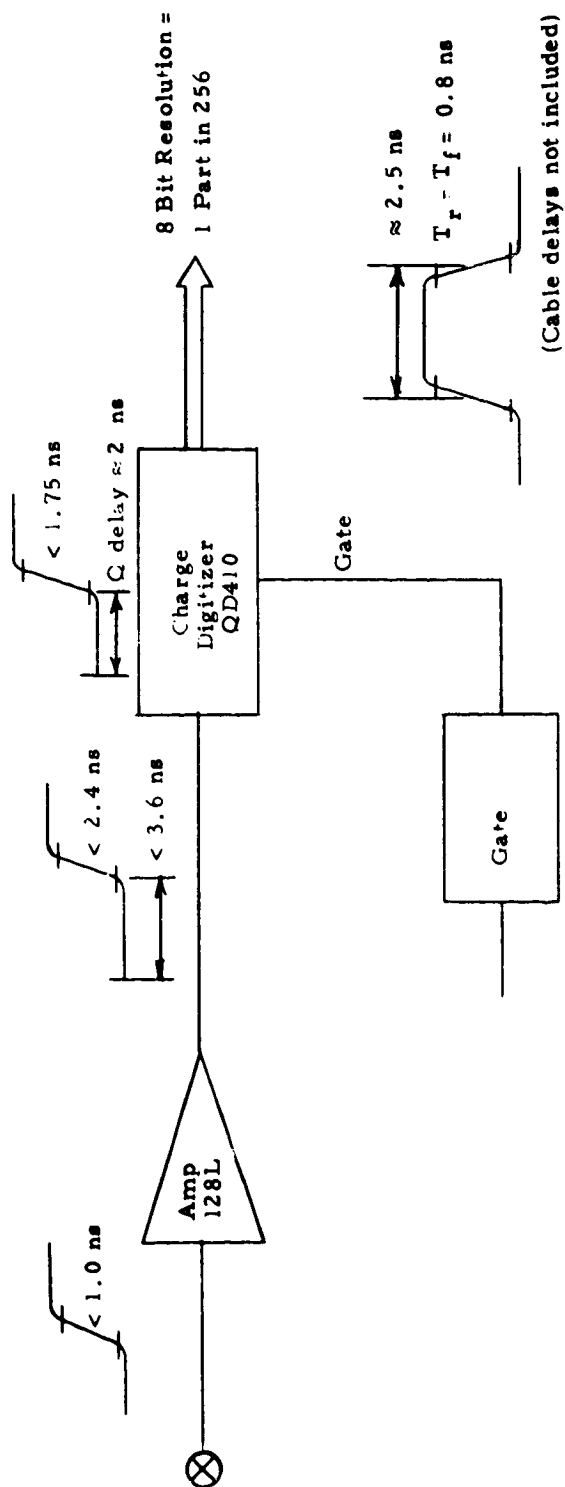 < 1.0 ns
Amp
128L
< 2.4 ns
< 3.6 ns
< 1.75 ns
Q delay ≈ 2 ns
Charge
Digitizer
QD410
8 Bit Resolution =
1 Part in 256
Gate
Gate
≈ 2.5 ns
T_r - T_f = 0.8 ns
(Cable delays not included)